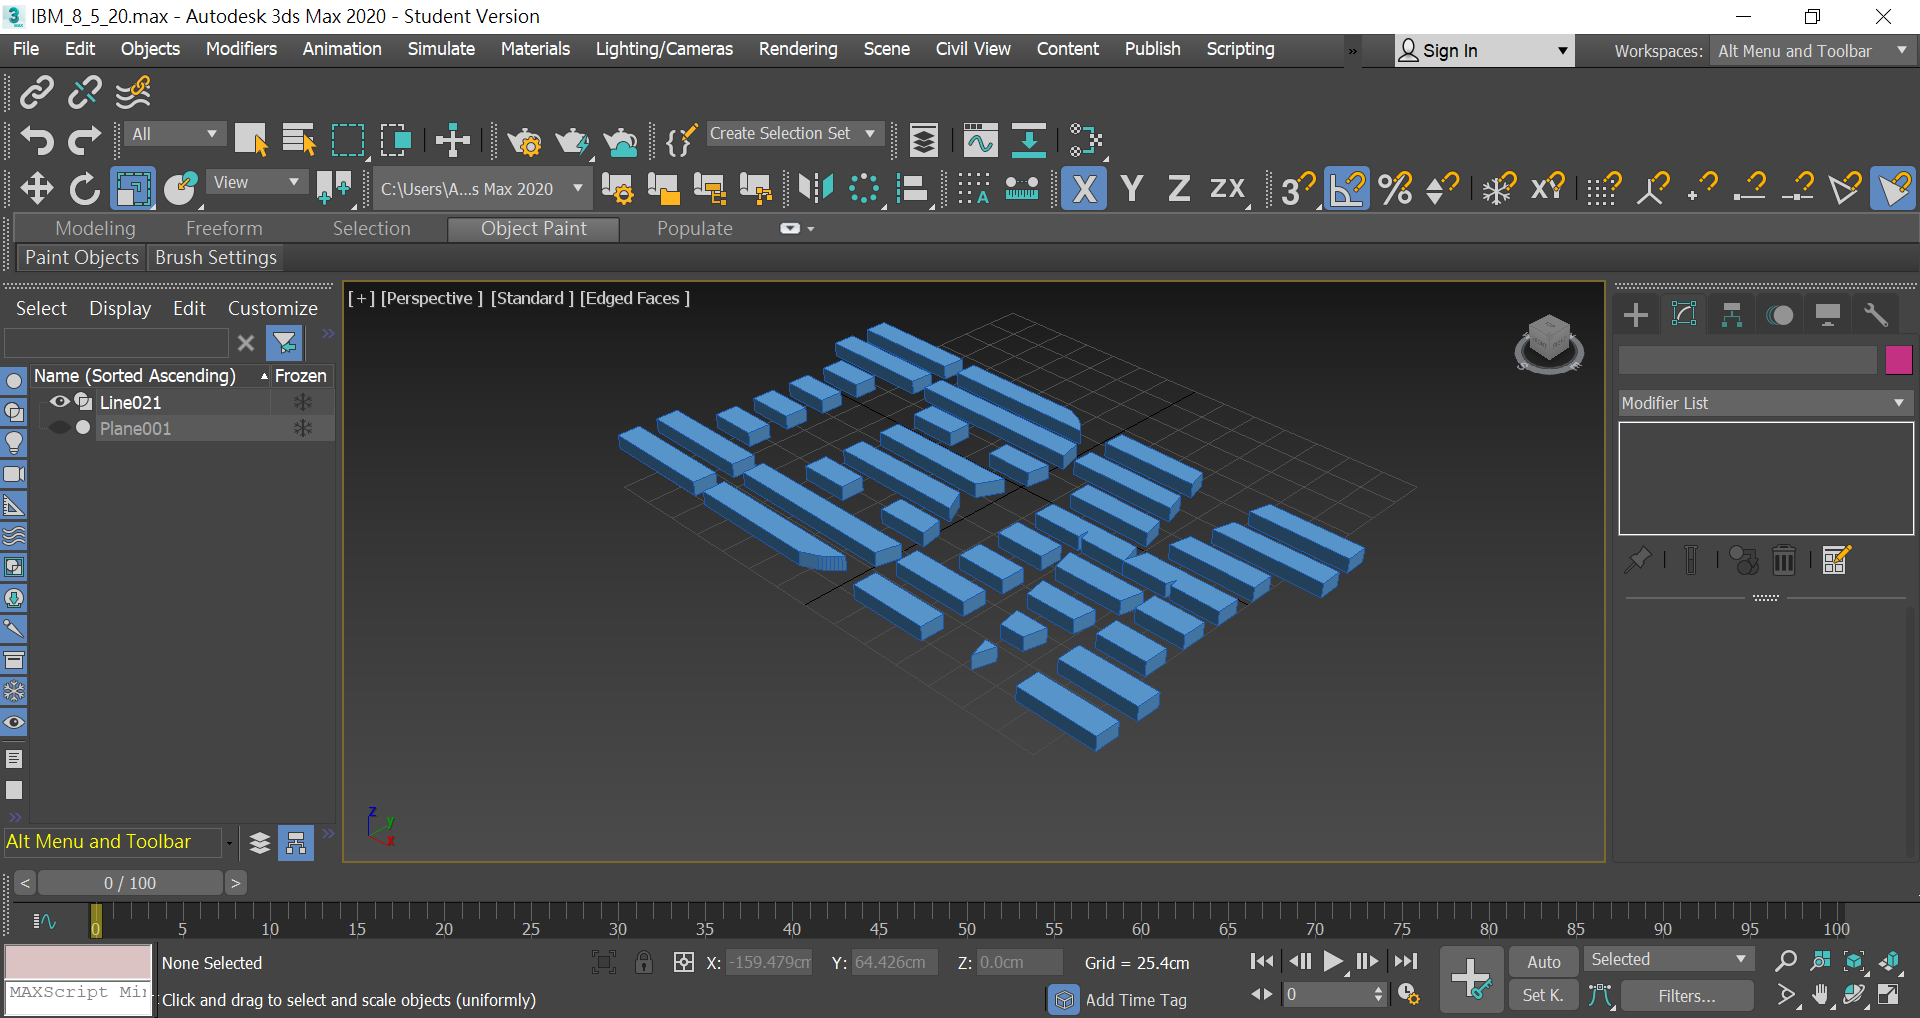 IBM_8_5_20.max - Autodesk 3ds Max 2020 - Student Version
File Edit Objects Modifiers Animation Simulate Materials Lighting/Cameras Rendering Scene Civil View Content Publish Scripting » Sign In Workspaces: Alt Menu and Toolbar
All Create Selection Set
View C:\Users\A...s Max 2020 A X Y Z ZX 3 % XY
Modeling Freeform Selection Object Paint Populate
Paint Objects Brush Settings
Select Display Edit Customize
[ + ] [Perspective ] [Standard ] [Edged Faces ]
Name (Sorted Ascending) Frozen
Line021
Plane001
Modifier List
z
y
x
Alt Menu and Toolbar
< 0 / 100 >
0 5 10 15 20 25 30 35 40 45 50 55 60 65 70 75 80 85 90 95 100
None Selected X: -159.479cm Y: 64.426cm Z: 0.0cm Grid = 25.4cm Auto Selected
MAXScript Mi Click and drag to select and scale objects (uniformly) Add Time Tag 0 Set K. Filters...